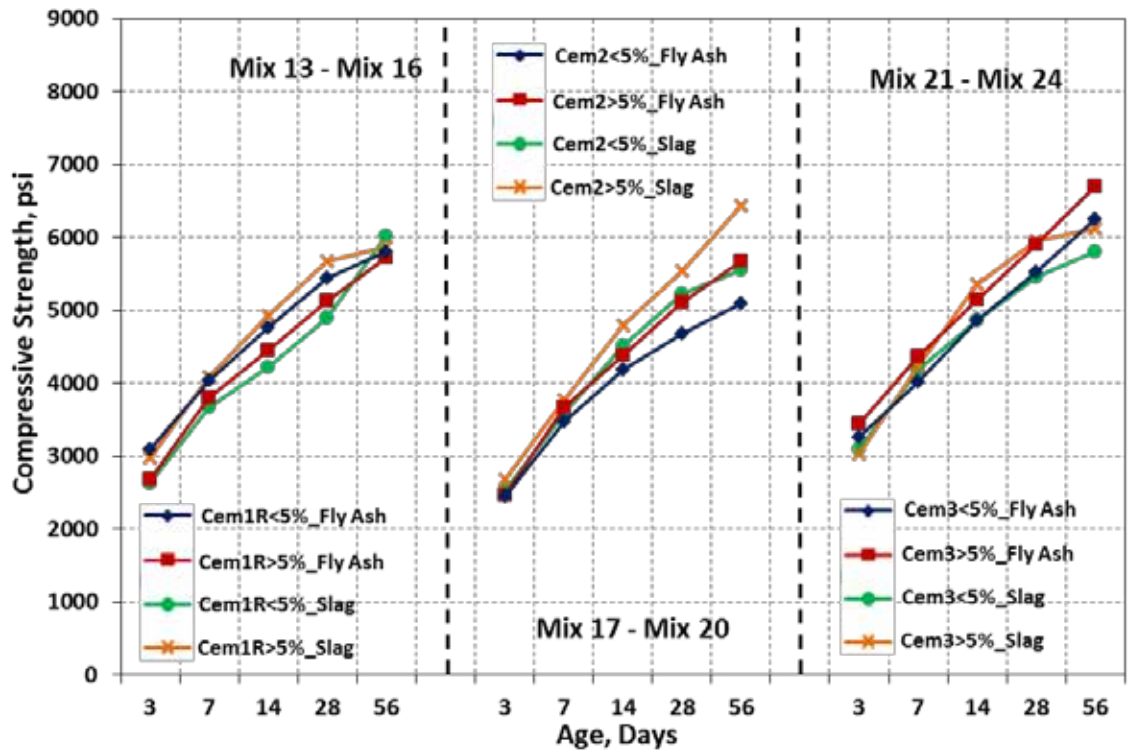 Compressive Strength, psi
9000
8000
7000
6000
5000
4000
3000
2000
1000
0
Mix 13 - Mix 16
Cem1R<5%_Fly Ash
Cem1R>5%_Fly Ash
Cem1R<5%_Slag
Cem1R>5%_Slag
Cem2<5%_Fly Ash
Cem2>5%_Fly Ash
Cem2<5%_Slag
Cem2>5%_Slag
Mix 17 - Mix 20
Mix 21 - Mix 24
Cem3<5%_Fly Ash
Cem3>5%_Fly Ash
Cem3<5%_Slag
Cem3>5%_Slag
3 7 14 28 56 3 7 14 28 56 3 7 14 28 56
Age, Days